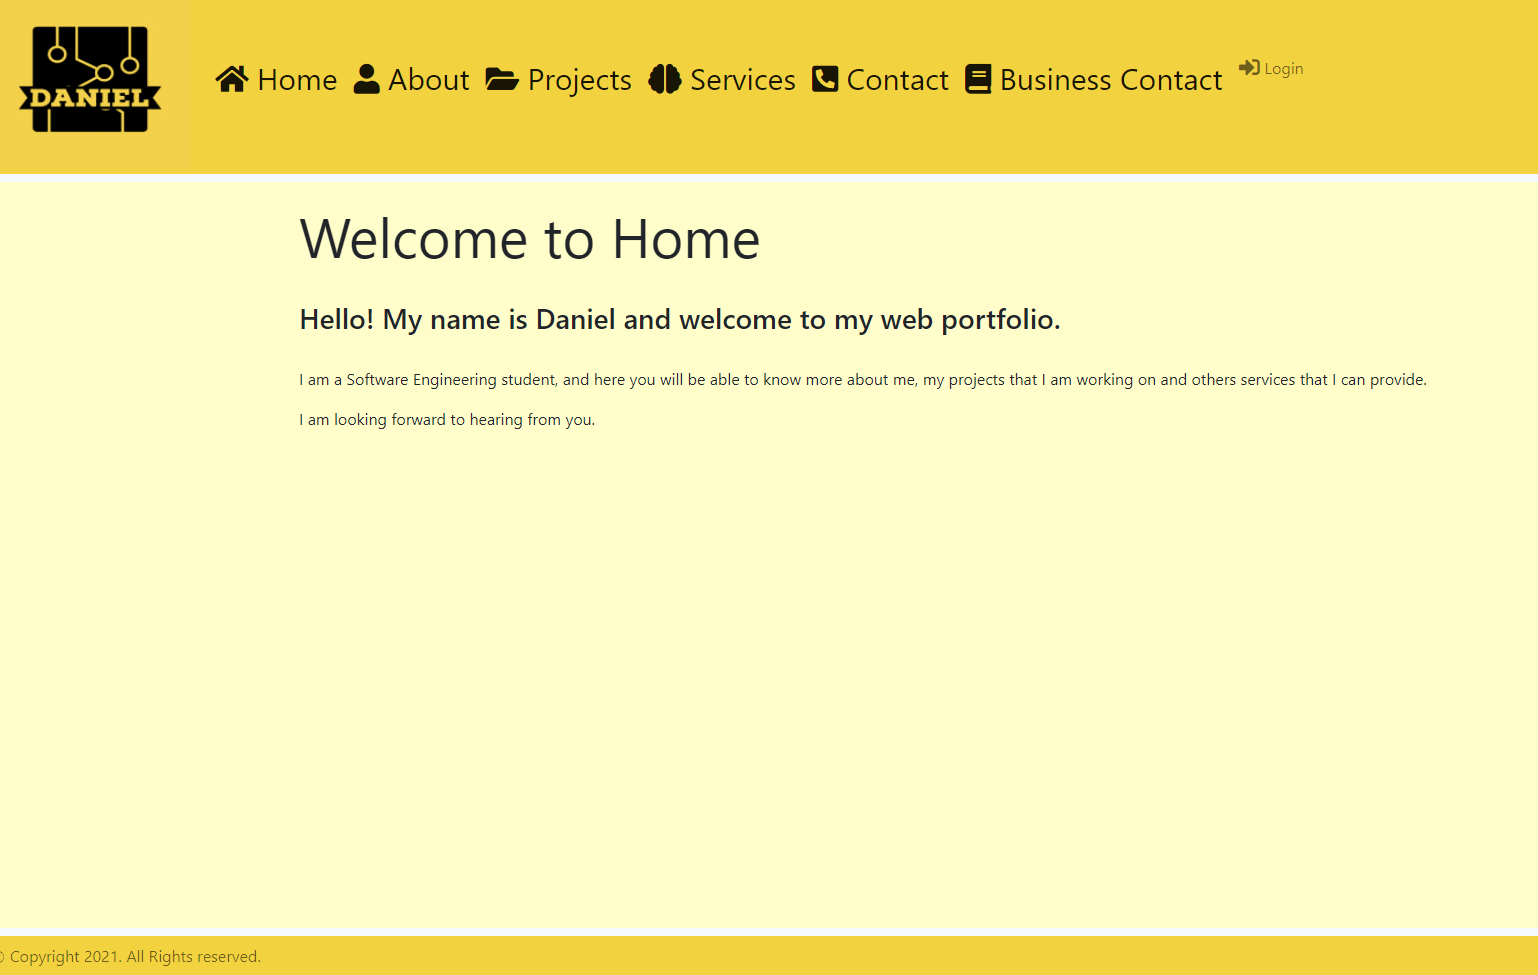 DANIEL
Home About Projects Services Contact Business Contact Login
Welcome to Home
Hello! My name is Daniel and welcome to my web portfolio.
I am a Software Engineering student, and here you will be able to know more about me, my projects that I am working on and others services that I can provide.
I am looking forward to hearing from you.
© Copyright 2021. All Rights reserved.